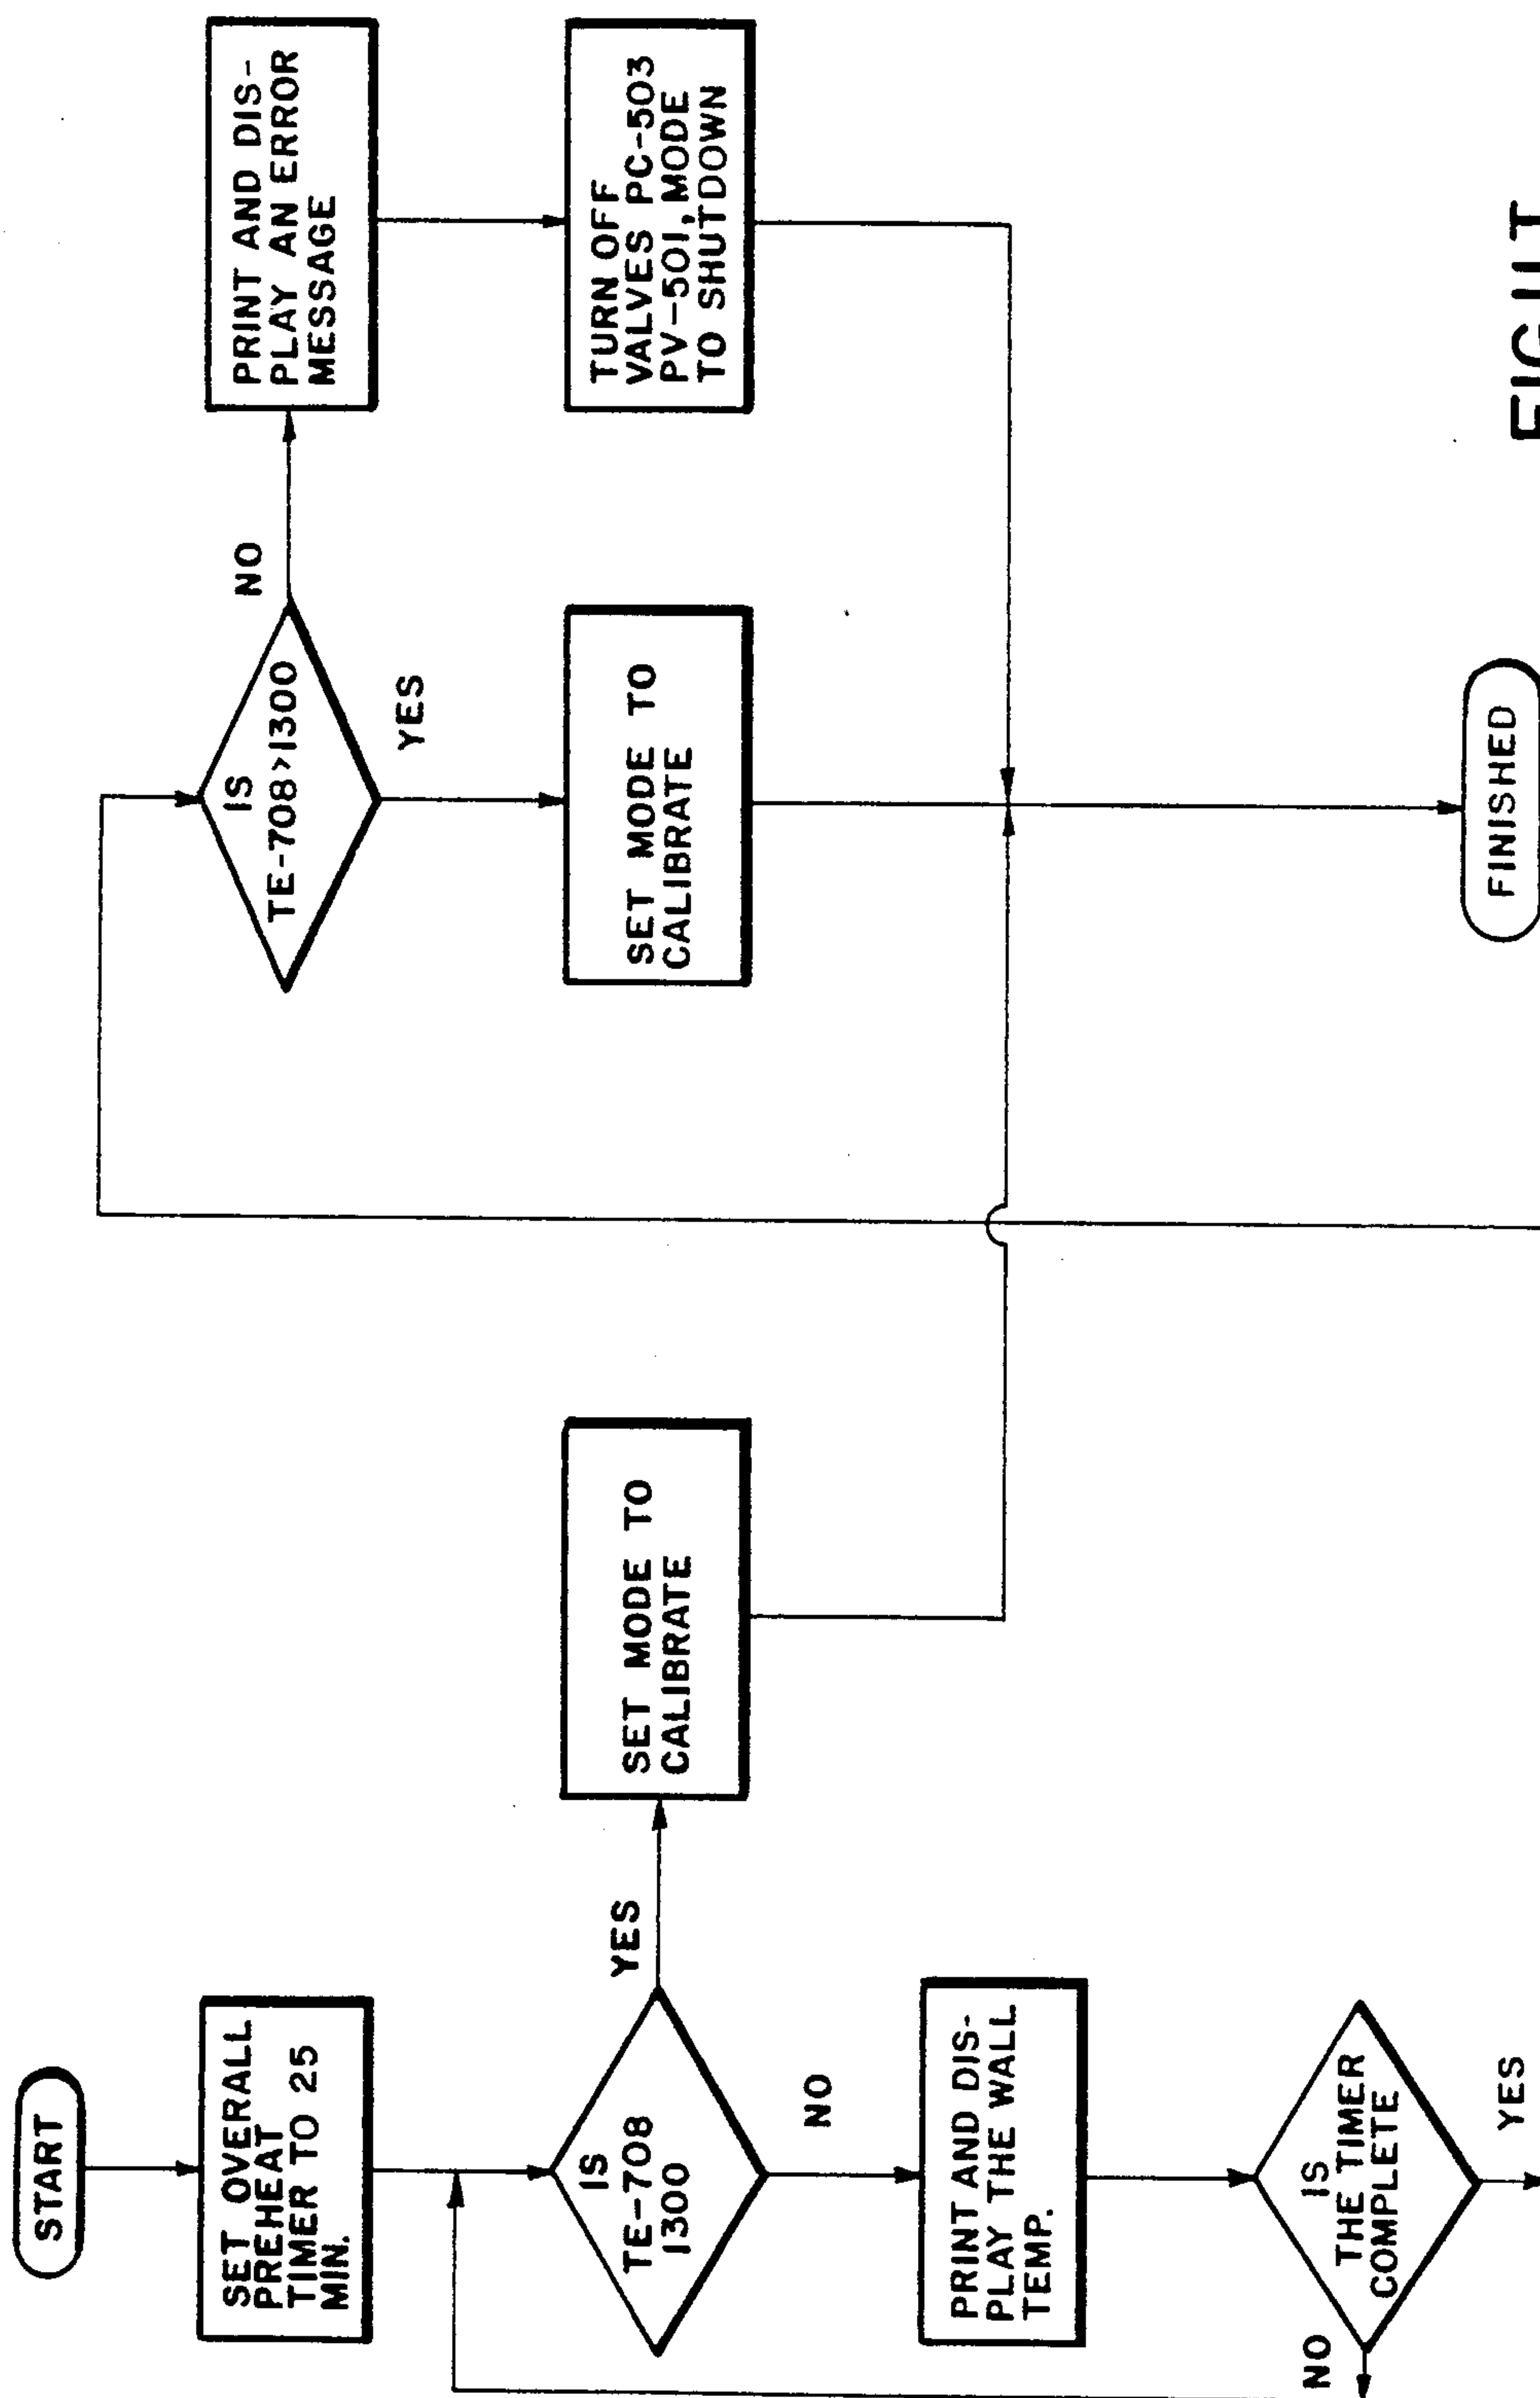 START
SET OVERALL
PREHEAT
TIMER TO 25
MIN.
IS
TE-708
1300
YES
NO
SET MODE TO
CALIBRATE
PRINT AND DIS-
PLAY THE WALL
TEMP.
IS
THE TIMER
COMPLETE
NO
YES
IS
TE-708>1300
NO
YES
PRINT AND DIS-
PLAY AN ERROR
MESSAGE
SET MODE TO
CALIBRATE
TURN OFF
VALVES PC-503
PV-501, MODE
TO SHUTDOWN
FINISHED